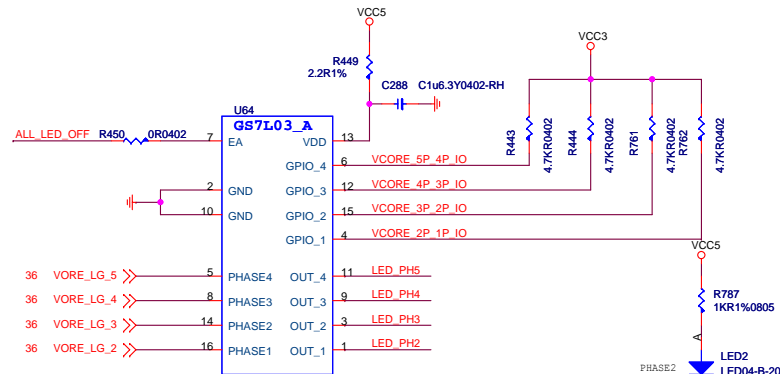 VCC5
VCC3
R449
2.2R1%
C288 C1u6.3Y0402-RH
U64
GS7L03_A
R443
4.7KR0402
R444
4.7KR0402
R761
4.7KR0402
R762
4.7KR0402
ALL_LED_OFF R450 0R0402 7 EA VDD 13
GPIO_4 6 VCORE_5P_4P_IO
2 GND GPIO_3 12 VCORE_4P_3P_IO
10 GND GPIO_2 15 VCORE_3P_2P_IO
GPIO_1 4 VCORE_2P_1P_IO
VCC5
36 VORE_LG_5 5 PHASE4 OUT_4 11 LED_PH5
36 VORE_LG_4 8 PHASE3 OUT_3 9 LED_PH4
36 VORE_LG_3 14 PHASE2 OUT_2 3 LED_PH3
36 VORE_LG_2 16 PHASE1 OUT_1 1 LED_PH2
R787
1KR1%0805
A
PHASE2
LED2
LED04-B-20